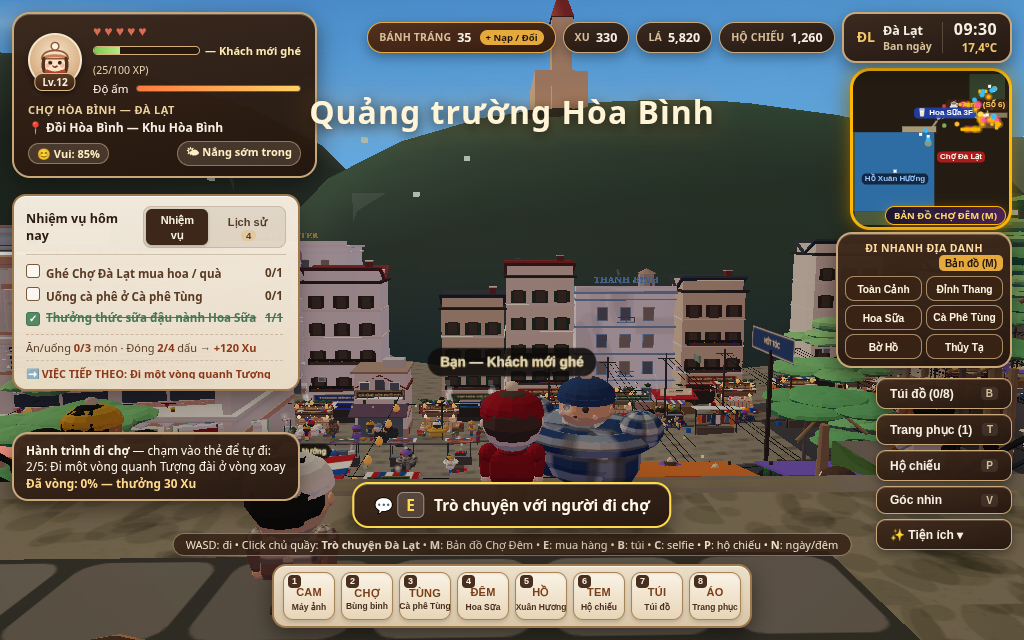 Lv.12
— Khách mới ghé
(25/100 XP)
Độ ấm
CHỢ HÒA BÌNH — ĐÀ LẠT
📍 Đồi Hòa Bình — Khu Hòa Bình
😊 Vui: 85%
🌤 Nắng sớm trong
BÁNH TRÁNG 35 + Nạp / Đổi
XU 330
LÁ 5,820
HỘ CHIẾU 1,260
ĐL Đà Lạt 09:30
Ban ngày 17,4°C
Quảng trường Hòa Bình
Hoa Sữa 3F
Chợ Đà Lạt
Hồ Xuân Hương
BẢN ĐỒ CHỢ ĐÊM (M)
ĐI NHANH ĐỊA DANH
Bản đồ (M)
Toàn Cảnh
Đỉnh Thang
Hoa Sữa
Cà Phê Tùng
Bờ Hồ
Thủy Tạ
Nhiệm vụ hôm nay
Nhiệm vụ
Lịch sử 4
Ghé Chợ Đà Lạt mua hoa / quà 0/1
Uống cà phê ở Cà phê Tùng 0/1
Thưởng thức sữa đậu nành Hoa Sữa 1/1
Ăn/uống 0/3 món · Đóng 2/4 dấu → +120 Xu
➡️ VIỆC TIẾP THEO: Đi một vòng quanh Tượng
Bạn — Khách mới ghé
Túi đồ (0/8) B
Trang phục (1) T
Hộ chiếu P
Góc nhìn V
✨ Tiện ích ▾
Hành trình đi chợ — chạm vào thẻ để tự đi:
2/5: Đi một vòng quanh Tượng đài ở vòng xoay
Đã vòng: 0% — thưởng 30 Xu
💬 E Trò chuyện với người đi chợ
WASD: đi • Click chủ quầy: Trò chuyện Đà Lạt • M: Bản đồ Chợ Đêm • E: mua hàng • B: túi • C: selfie • P: hộ chiếu • N: ngày/đêm
1 CAM Máy ảnh
2 CHỢ Bùng binh
3 TÙNG Cà phê Tùng
4 ĐÊM Hoa Sữa
5 HỒ Xuân Hương
6 TEM Hộ chiếu
7 TÚI Túi đồ
8 ÁO Trang phục